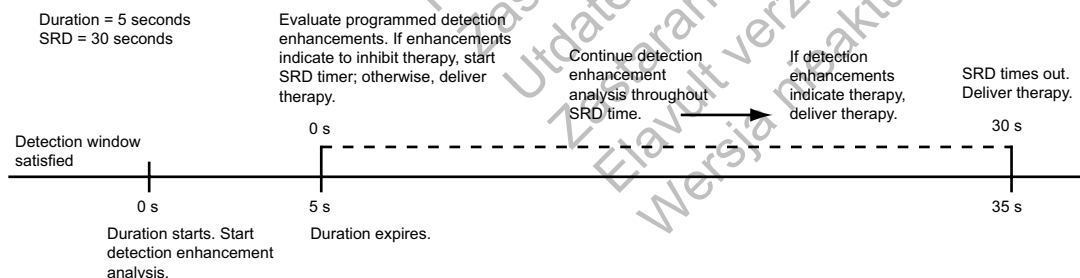 Duration = 5 seconds
SRD = 30 seconds
Evaluate programmed detection
enhancements. If enhancements
indicate to inhibit therapy, start
SRD timer; otherwise, deliver
therapy.
Continue detection
enhancement
analysis throughout
SRD time.
If detection
enhancements
indicate therapy,
deliver therapy.
SRD times out.
Deliver therapy.
Detection window
satisfied
0 s
30 s
0 s
5 s
35 s
Duration starts. Start
detection enhancement
analysis.
Duration expires.
Elavult
Wersja